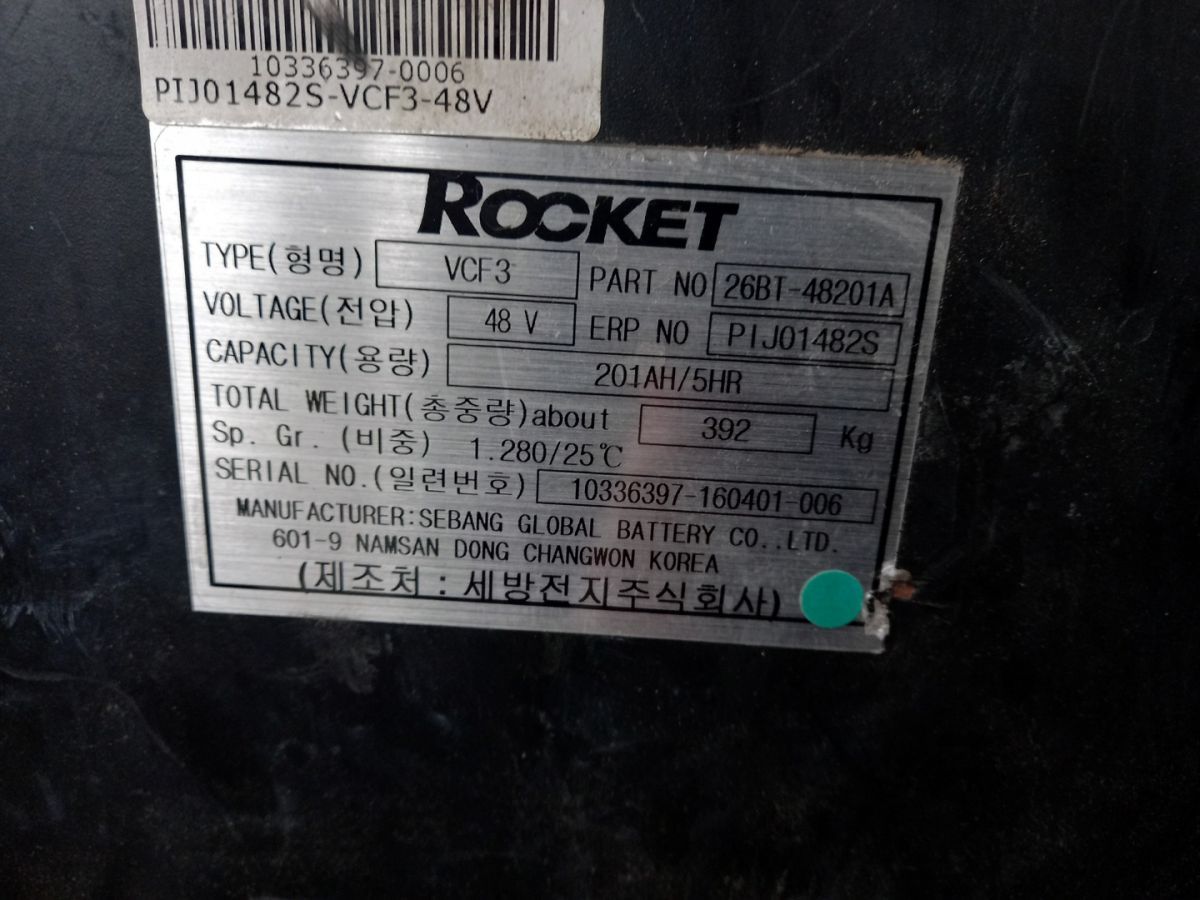 10336397-0006
PIJ01482S-VCF3-48V
ROCKET
TYPE(형명) VCF3 PART NO 26BT-48201A
VOLTAGE(전압) 48 V ERP NO PIJ01482S
CAPACITY(용량) 201AH/5HR
TOTAL WEIGHT(총중량)about 392 Kg
Sp. Gr. (비중) 1.280/25℃
SERIAL NO.(일련번호) 10336397-160401-006
MANUFACTURER:SEBANG GLOBAL BATTERY CO.,LTD.
601-9 NAMSAN DONG CHANGWON KOREA
(제조처 : 세방전지주식회사)